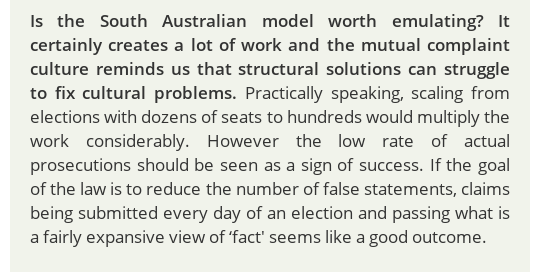 Is the South Australian model worth emulating? It
certainly creates a lot of work and the mutual complaint
culture reminds us that structural solutions can struggle
to fix cultural problems. Practically speaking, scaling from
elections with dozens of seats to hundreds would multiply the
work considerably. However the low rate of actual
prosecutions should be seen as a sign of success. If the goal
of the law is to reduce the number of false statements, claims
being submitted every day of an election and passing what is
a fairly expansive view of ‘fact' seems like a good outcome.